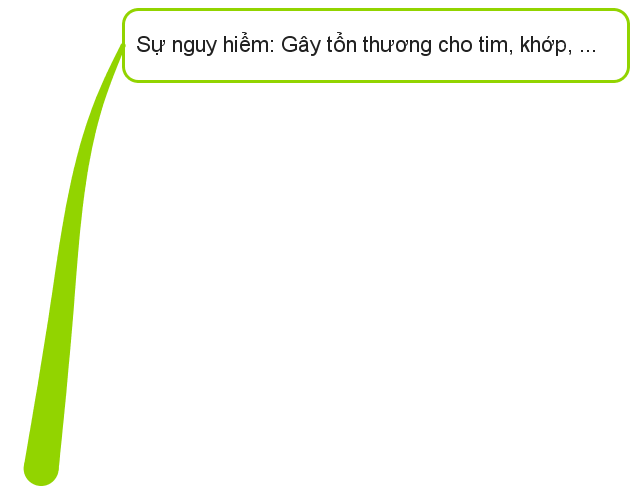 Sự nguy hiểm: Gây tổn thương cho tim, khớp, ...